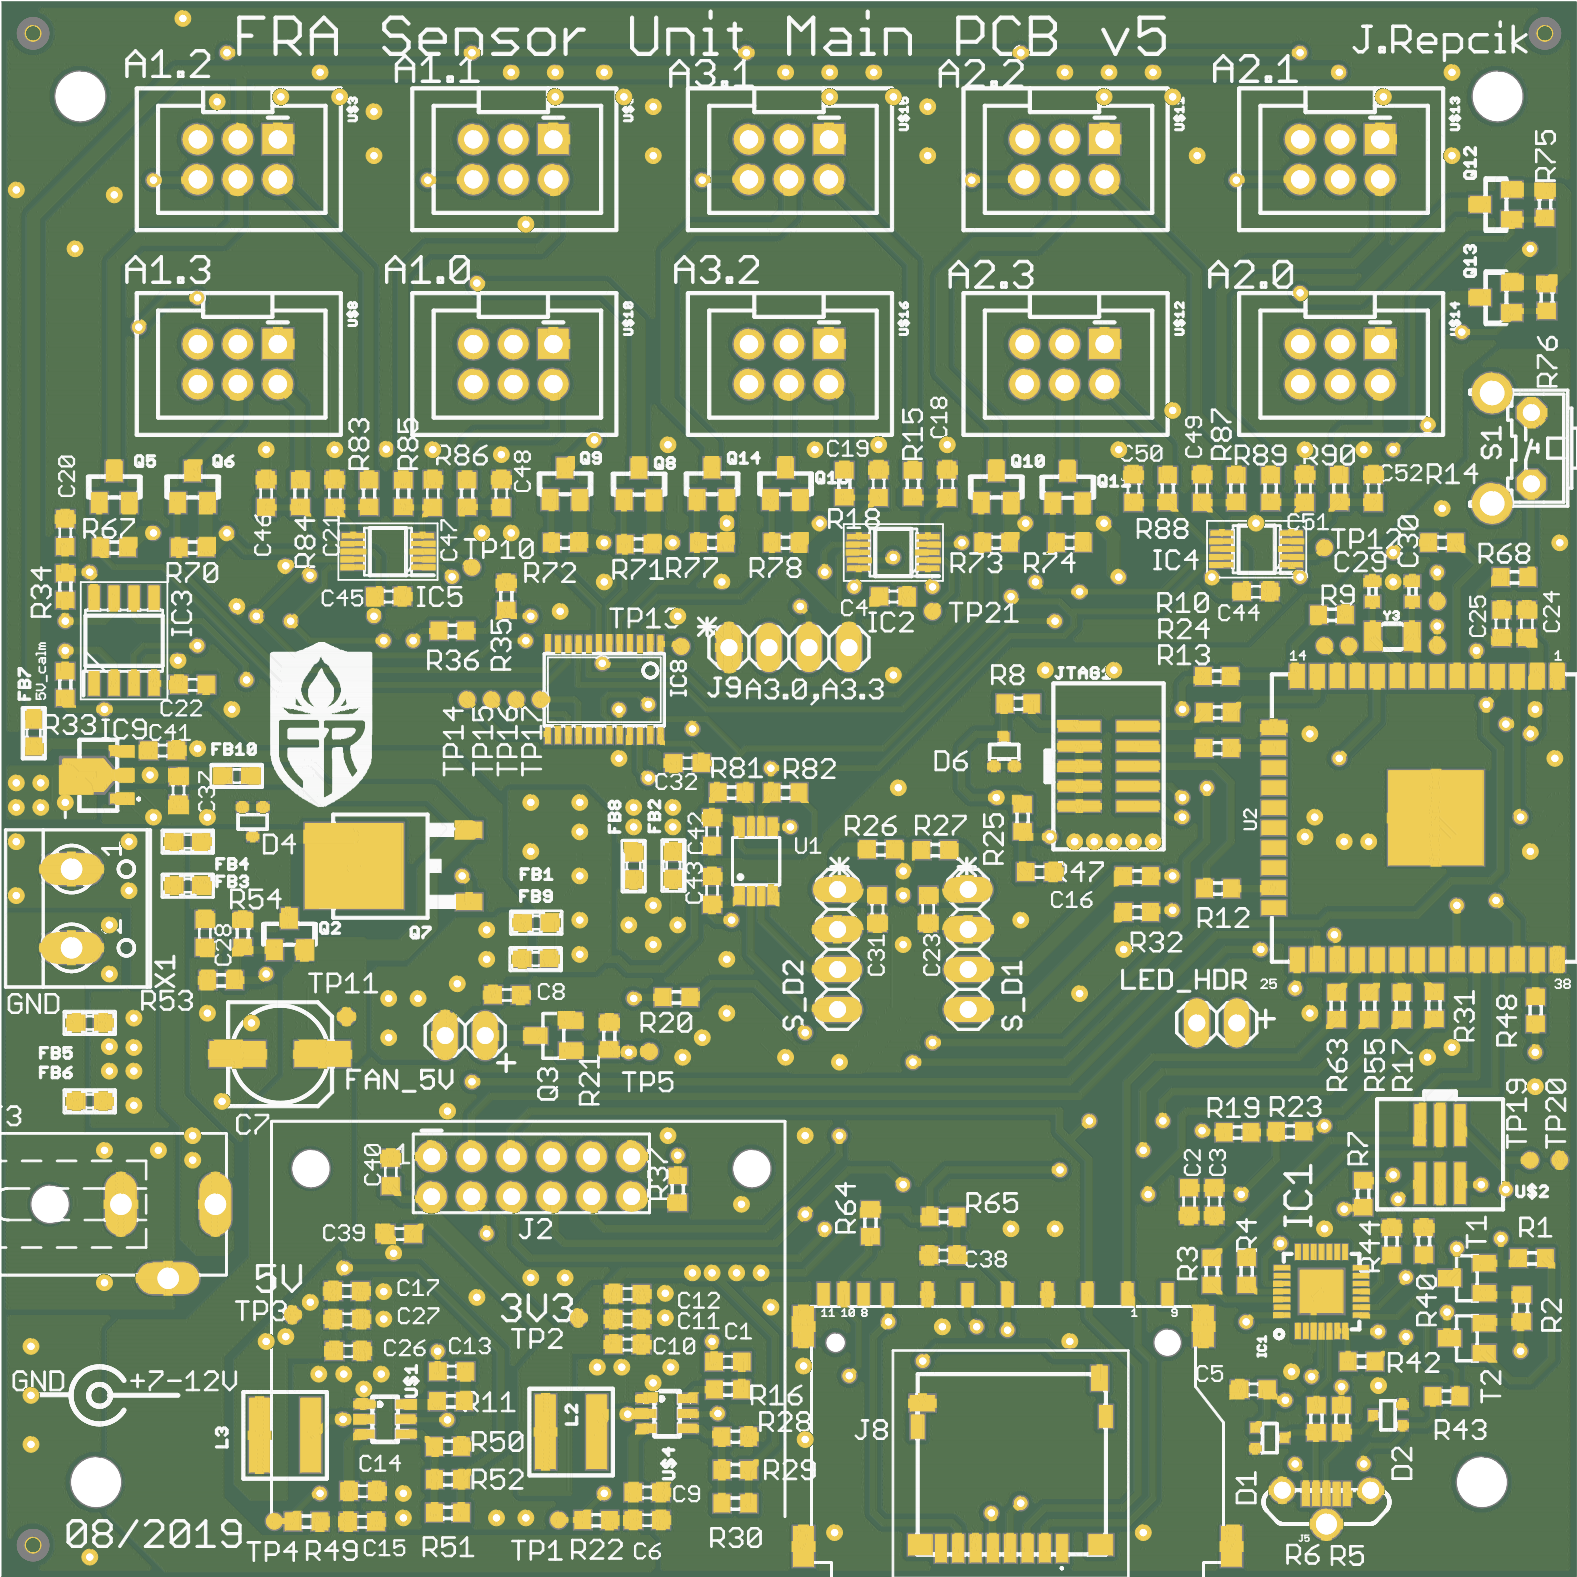 FRA Sensor Unit Main PCB v5
J.Repcik
A1.2
A1.1
A3.1
A2.2
A2.1
U$3
U$11
U$13
Q12
R75
A1.3
A1.0
A3.2
A2.3
A2.0
Q13
U$8
U$10
U$16
U$12
U$14
R76
S1
C20
Q5
Q6
R83
R85
R86
C48
Q9
Q8
Q14
C19
R15
C18
Q10
C50
C49
R87
R89
R90
C52
R14
R67
C46
R84
C21
C47
TP10
R18
R88
C51
TP12
C30
R34
R70
IC3
C45
IC5
R72
R71
R77
R78
C4
IC2
R73
R74
TP21
IC4
C44
C29
R9
R68
R10
R24
R13
Y3
C25
C24
R36
R35
TP13
IC8
J9
A3.0,A3.3
R8
JTAG1
14
1
FB7
5V_calm
C22
R33
IC9
C41
FB10
C37
TP14
TP15
TP16
TP17
C32
R81
R82
D6
U2
D4
FB8
FB2
C42
U1
R26
R27
R25
R47
C16
FB4
FB3
R54
FB1
FB9
C43
R12
R32
C28
Q2
Q7
C31
C23
S_D2
S_D1
LED_HDR
25
38
GND
X1
R53
TP11
C8
R20
+
R31
R48
FB5
FB6
FAN_5V
+
Q3
R21
TP5
R63
R55
R17
C7
R19
R23
TP19
TP20
C40
R37
J2
C39
R64
R65
C38
C2
C3
IC1
R7
U$2
R3
R4
R44
T1
R1
5V
TP3
C17
C27
C26
3V3
TP2
C12
C11
C10
C1
11
10
8
1
9
IC1
R40
R2
GND
+7-12V
C13
U$1
R11
L3
L2
R16
R28
U$4
J8
C5
R42
T2
R43
C14
R50
R52
R29
C9
D1
D2
08/2019
TP4
R49
C15
R51
TP1
R22
C6
R30
J5
R6
R5